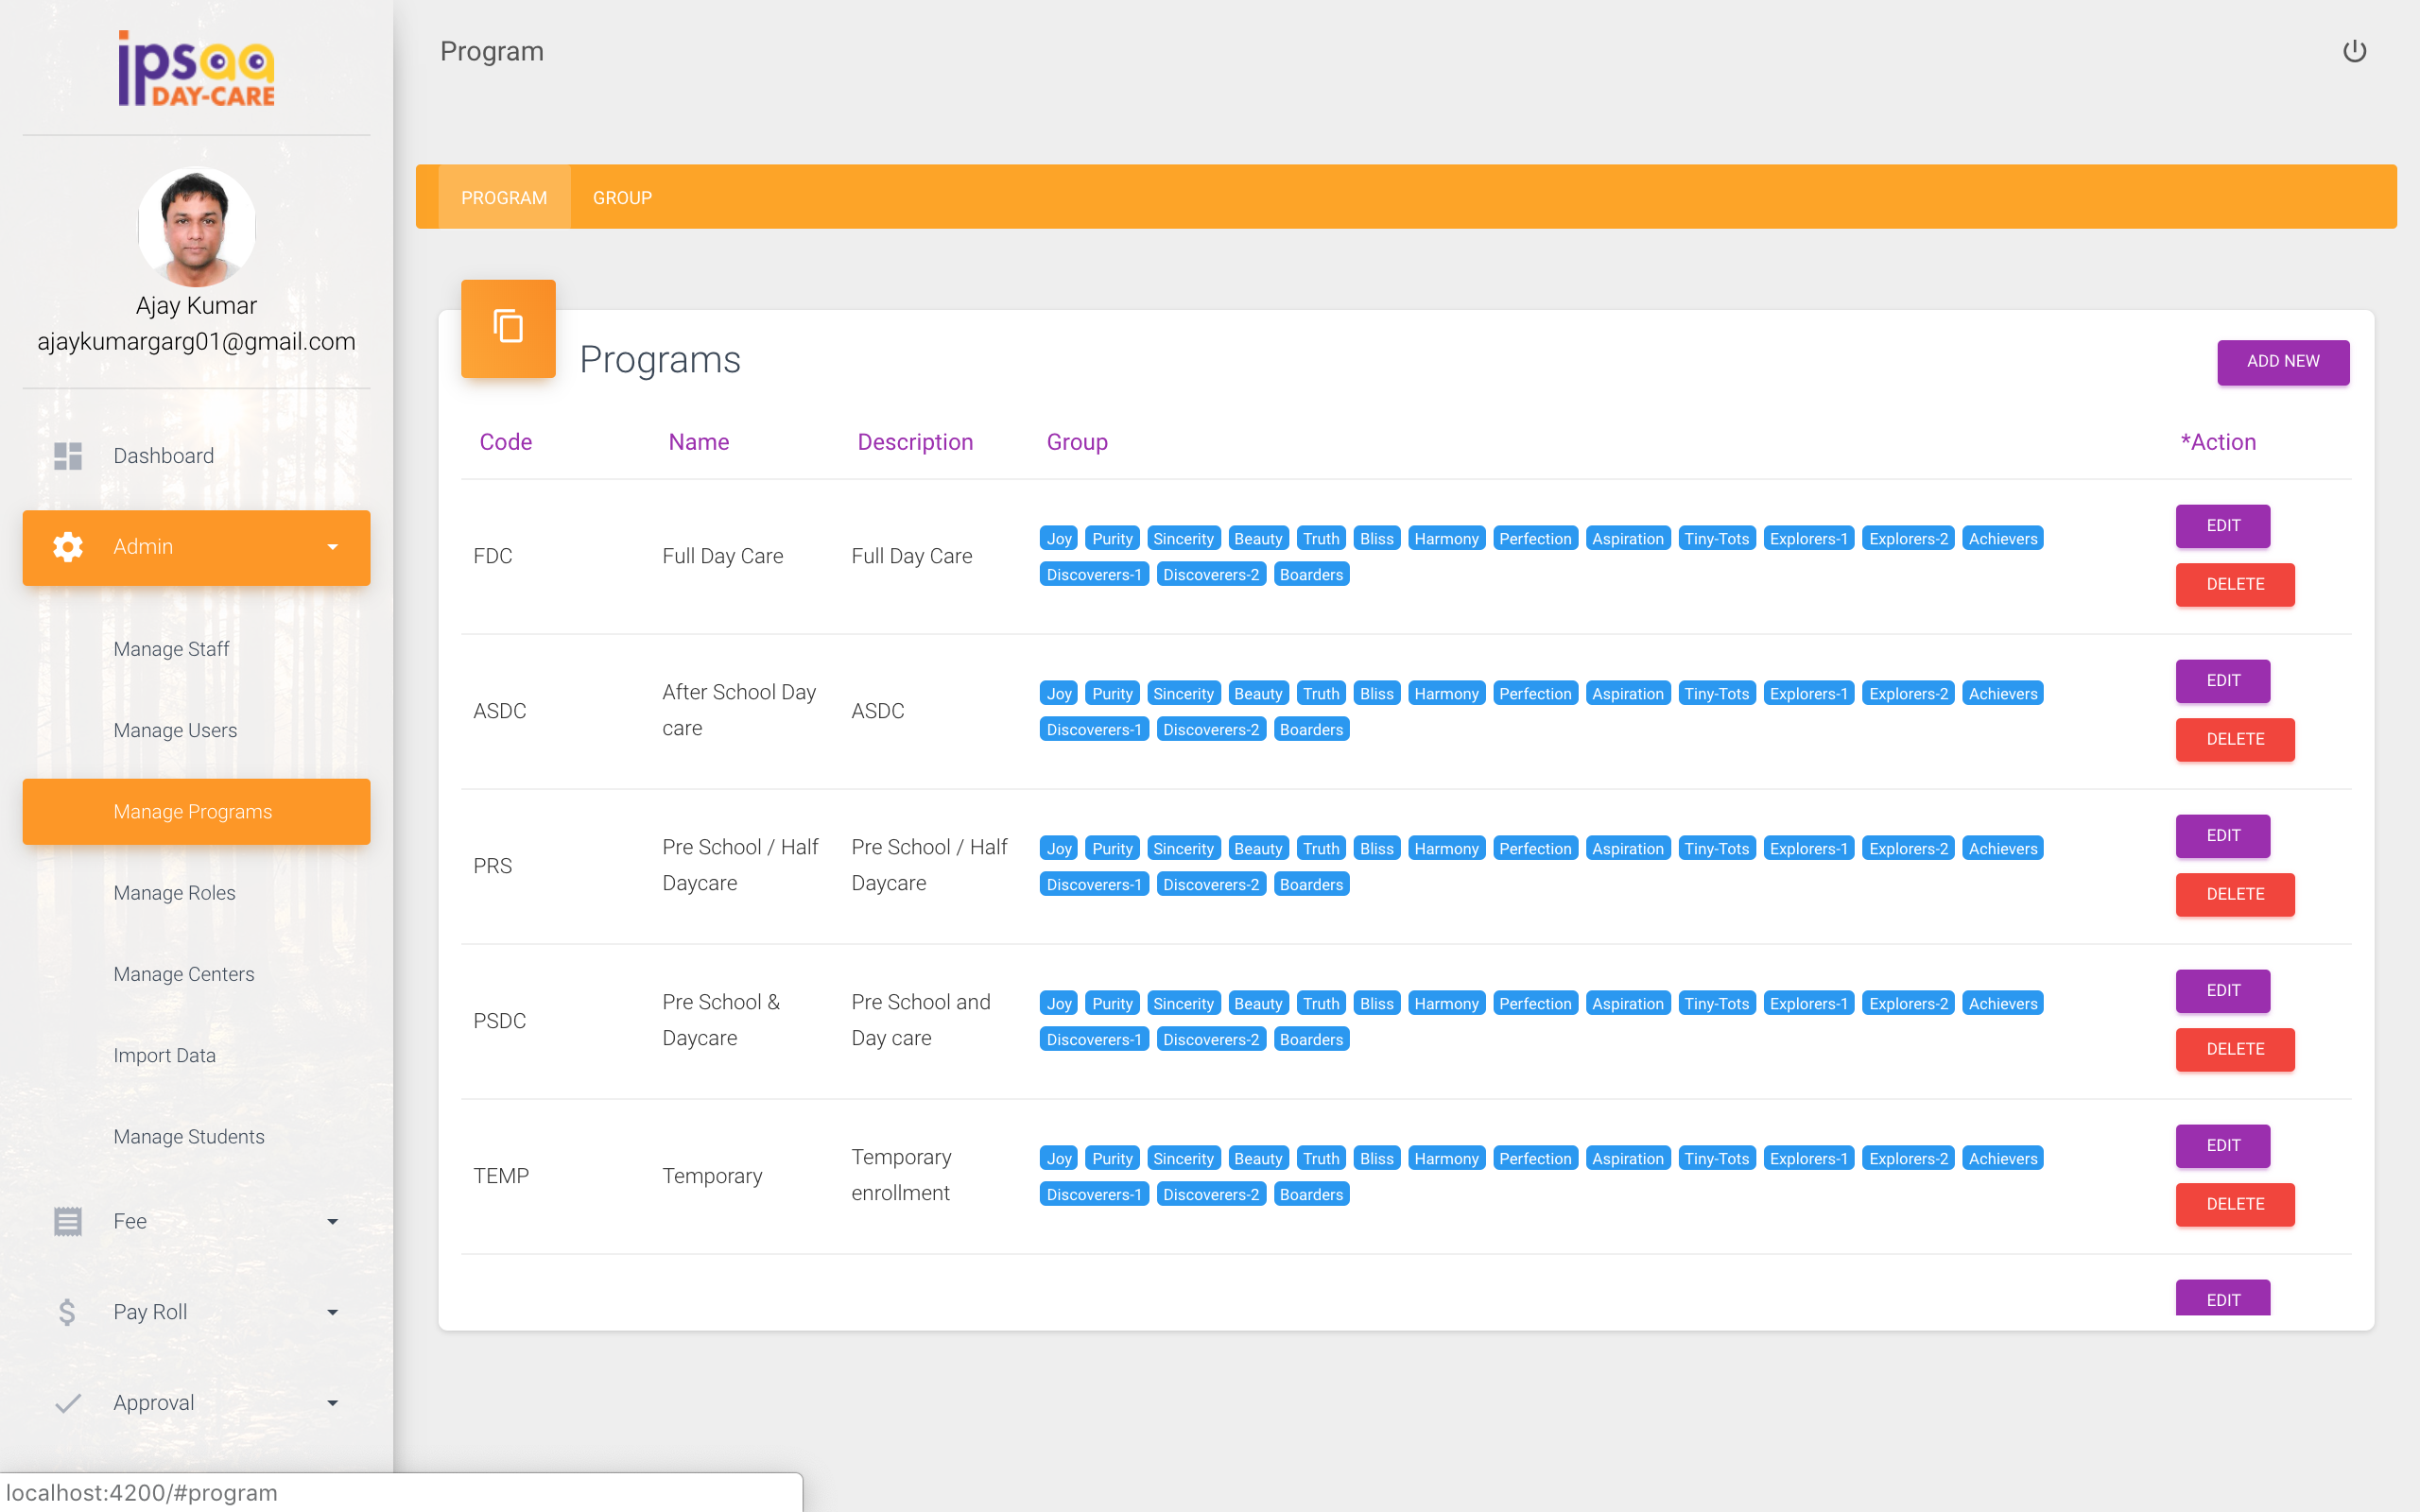 ipsaa
DAY-CARE
Ajay Kumar
ajaykumargarg01@gmail.com
Dashboard
Admin
Manage Staff
Manage Users
Manage Programs
Manage Roles
Manage Centers
Import Data
Manage Students
Fee
Pay Roll
Approval
localhost:4200/#program
Program
PROGRAM GROUP
Programs
ADD NEW
Code Name Description Group *Action
FDC Full Day Care Full Day Care
Joy Purity Sincerity Beauty Truth Bliss Harmony Perfection Aspiration Tiny-Tots Explorers-1 Explorers-2 Achievers
Discoverers-1 Discoverers-2 Boarders
EDIT
DELETE
ASDC
After School Day
care
ASDC
Joy Purity Sincerity Beauty Truth Bliss Harmony Perfection Aspiration Tiny-Tots Explorers-1 Explorers-2 Achievers
Discoverers-1 Discoverers-2 Boarders
EDIT
DELETE
PRS
Pre School / Half
Daycare
Pre School / Half
Daycare
Joy Purity Sincerity Beauty Truth Bliss Harmony Perfection Aspiration Tiny-Tots Explorers-1 Explorers-2 Achievers
Discoverers-1 Discoverers-2 Boarders
EDIT
DELETE
PSDC
Pre School &
Daycare
Pre School and
Day care
Joy Purity Sincerity Beauty Truth Bliss Harmony Perfection Aspiration Tiny-Tots Explorers-1 Explorers-2 Achievers
Discoverers-1 Discoverers-2 Boarders
EDIT
DELETE
TEMP
Temporary
Temporary
enrollment
Joy Purity Sincerity Beauty Truth Bliss Harmony Perfection Aspiration Tiny-Tots Explorers-1 Explorers-2 Achievers
Discoverers-1 Discoverers-2 Boarders
EDIT
DELETE
EDIT